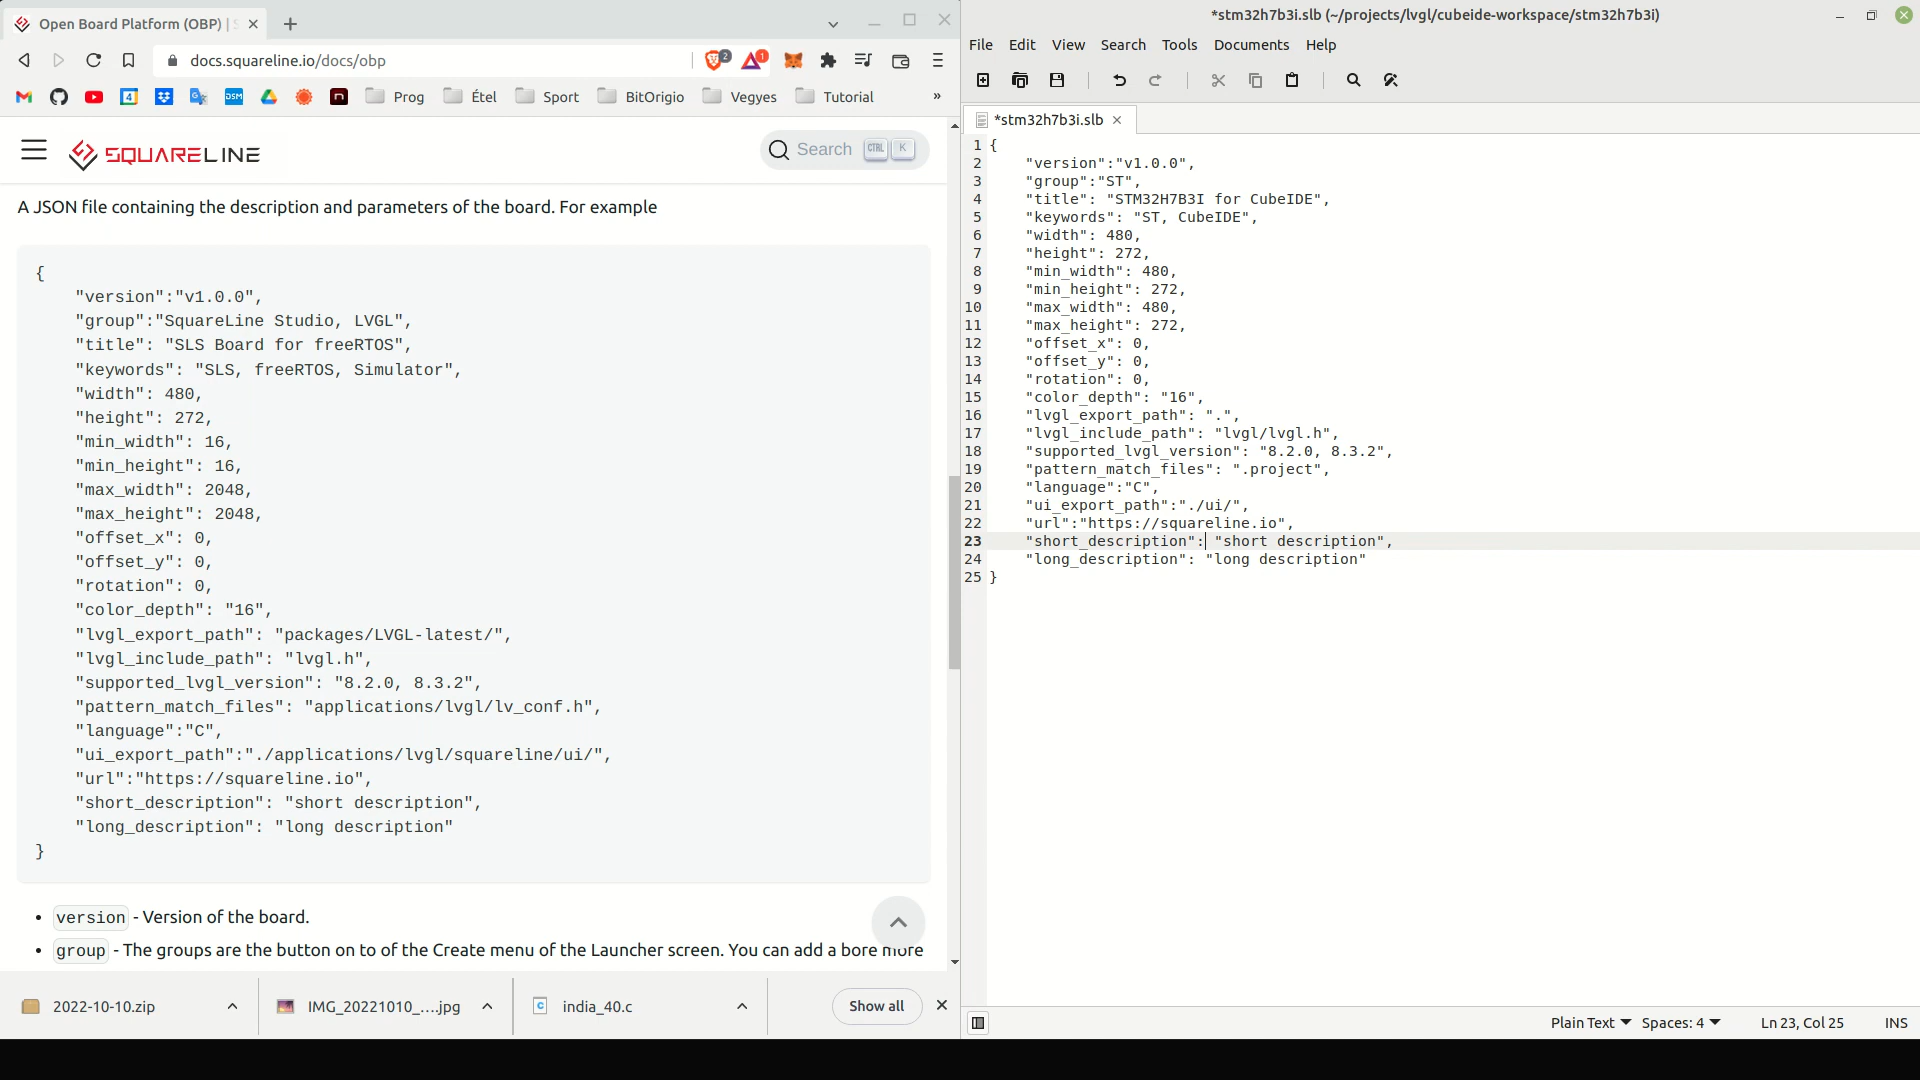 Open Board Platform (OBP) | S
docs.squareline.io/docs/obp
2
1
4
DSM
n
Prog
Étel
Sport
BitOrigio
Vegyes
Tutorial
»
SQUARELINE
Search
CTRL
K
A JSON file containing the description and parameters of the board. For example
{
"version":"v1.0.0",
"group":"SquareLine Studio, LVGL",
"title": "SLS Board for freeRTOS",
"keywords": "SLS, freeRTOS, Simulator",
"width": 480,
"height": 272,
"min_width": 16,
"min_height": 16,
"max_width": 2048,
"max_height": 2048,
"offset_x": 0,
"offset_y": 0,
"rotation": 0,
"color_depth": "16",
"lvgl_export_path": "packages/LVGL-latest/",
"lvgl_include_path": "lvgl.h",
"supported_lvgl_version": "8.2.0, 8.3.2",
"pattern_match_files": "applications/lvgl/lv_conf.h",
"language":"C",
"ui_export_path":"./applications/lvgl/squareline/ui/",
"url":"https://squareline.io",
"short_description": "short description",
"long_description": "long description"
}
• version - Version of the board.
• group - The groups are the button on to of the Create menu of the Launcher screen. You can add a bore more
2022-10-10.zip
IMG_20221010_....jpg
C
india_40.c
Show all
*stm32h7b3i.slb (~/projects/lvgl/cubeide-workspace/stm32h7b3i)
File Edit View Search Tools Documents Help
*stm32h7b3i.slb
1 {
2 "version":"v1.0.0",
3 "group":"ST",
4 "title": "STM32H7B3I for CubeIDE",
5 "keywords": "ST, CubeIDE",
6 "width": 480,
7 "height": 272,
8 "min_width": 480,
9 "min_height": 272,
10 "max_width": 480,
11 "max_height": 272,
12 "offset_x": 0,
13 "offset_y": 0,
14 "rotation": 0,
15 "color_depth": "16",
16 "lvgl_export_path": ".",
17 "lvgl_include_path": "lvgl/lvgl.h",
18 "supported_lvgl_version": "8.2.0, 8.3.2",
19 "pattern_match_files": ".project",
20 "language":"C",
21 "ui_export_path":"./ui/",
22 "url":"https://squareline.io",
23 "short_description": "short description",
24 "long_description": "long description"
25 }
Plain Text
Spaces: 4
Ln 23, Col 25
INS